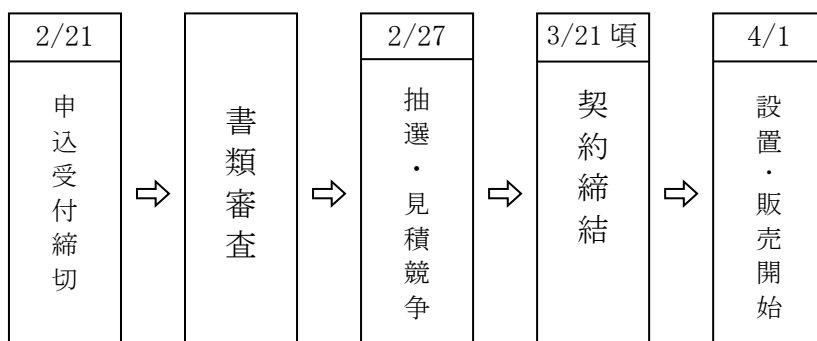 2/21
申込受付締切
⇨
書類審査
⇨
2/27
抽選・見積競争
⇨
3/21頃
契約締結
⇨
4/1
設置・販売開始